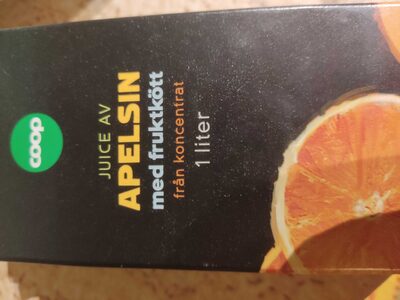 coop
JUICE AV
APELSIN
med fruktkött
från koncentrat
1 liter